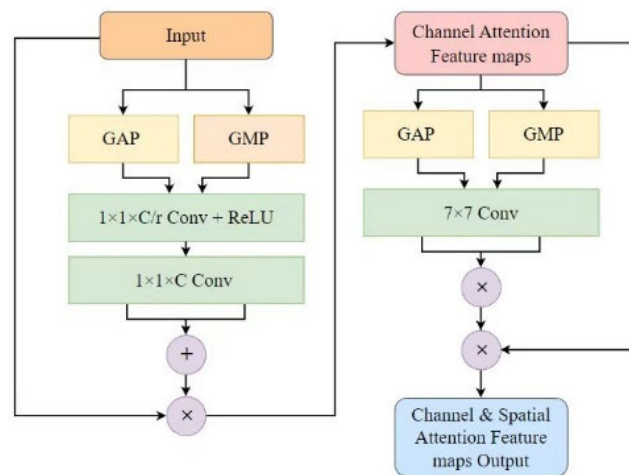 Input
GAP
GMP
1×1×C/r Conv + ReLU
1×1×C Conv
+
×
Channel Attention
Feature maps
GAP
GMP
7×7 Conv
×
×
Channel & Spatial
Attention Feature
maps Output